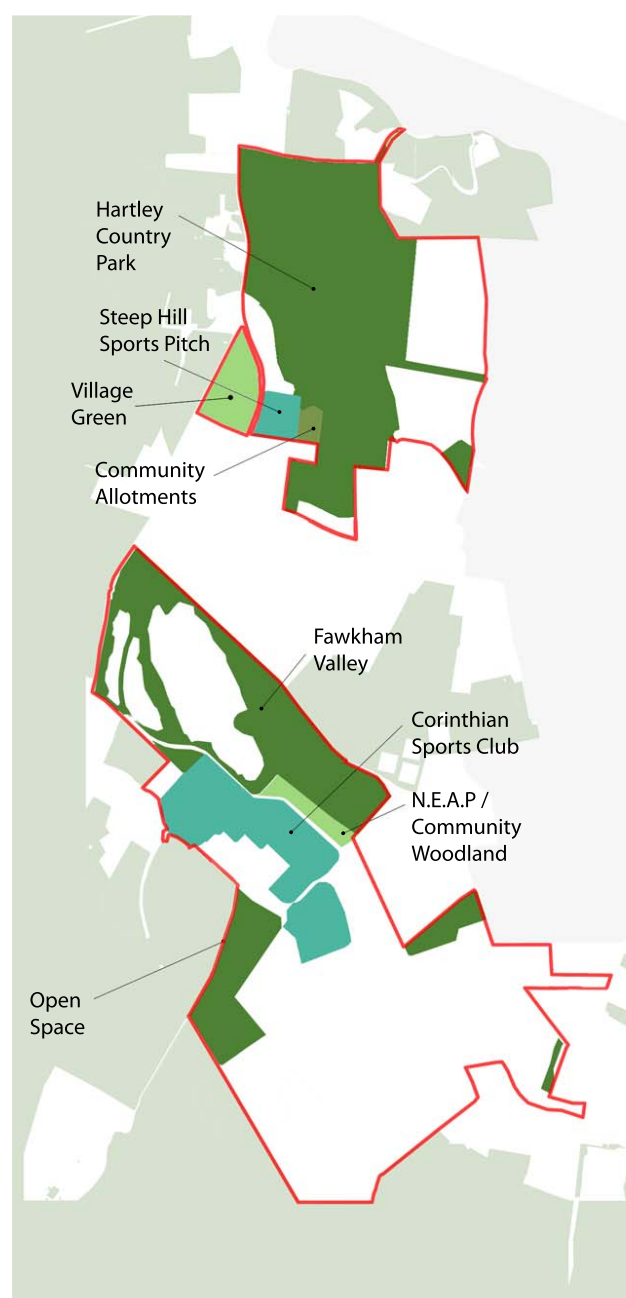 Hartley
Country
Park
Steep Hill
Sports Pitch
Village
Green
Community
Allotments
Fawkham
Valley
Corinthian
Sports Club
N.E.A.P /
Community
Woodland
Open
Space